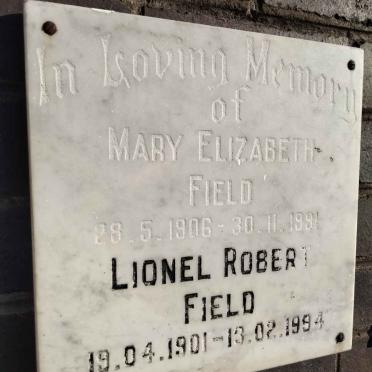 In Loving Memory
of
MARY ELIZABETH
FIELD
28.5.1906-30.11.1991
LIONEL ROBERT
FIELD
19.04.1901-13.02.1994